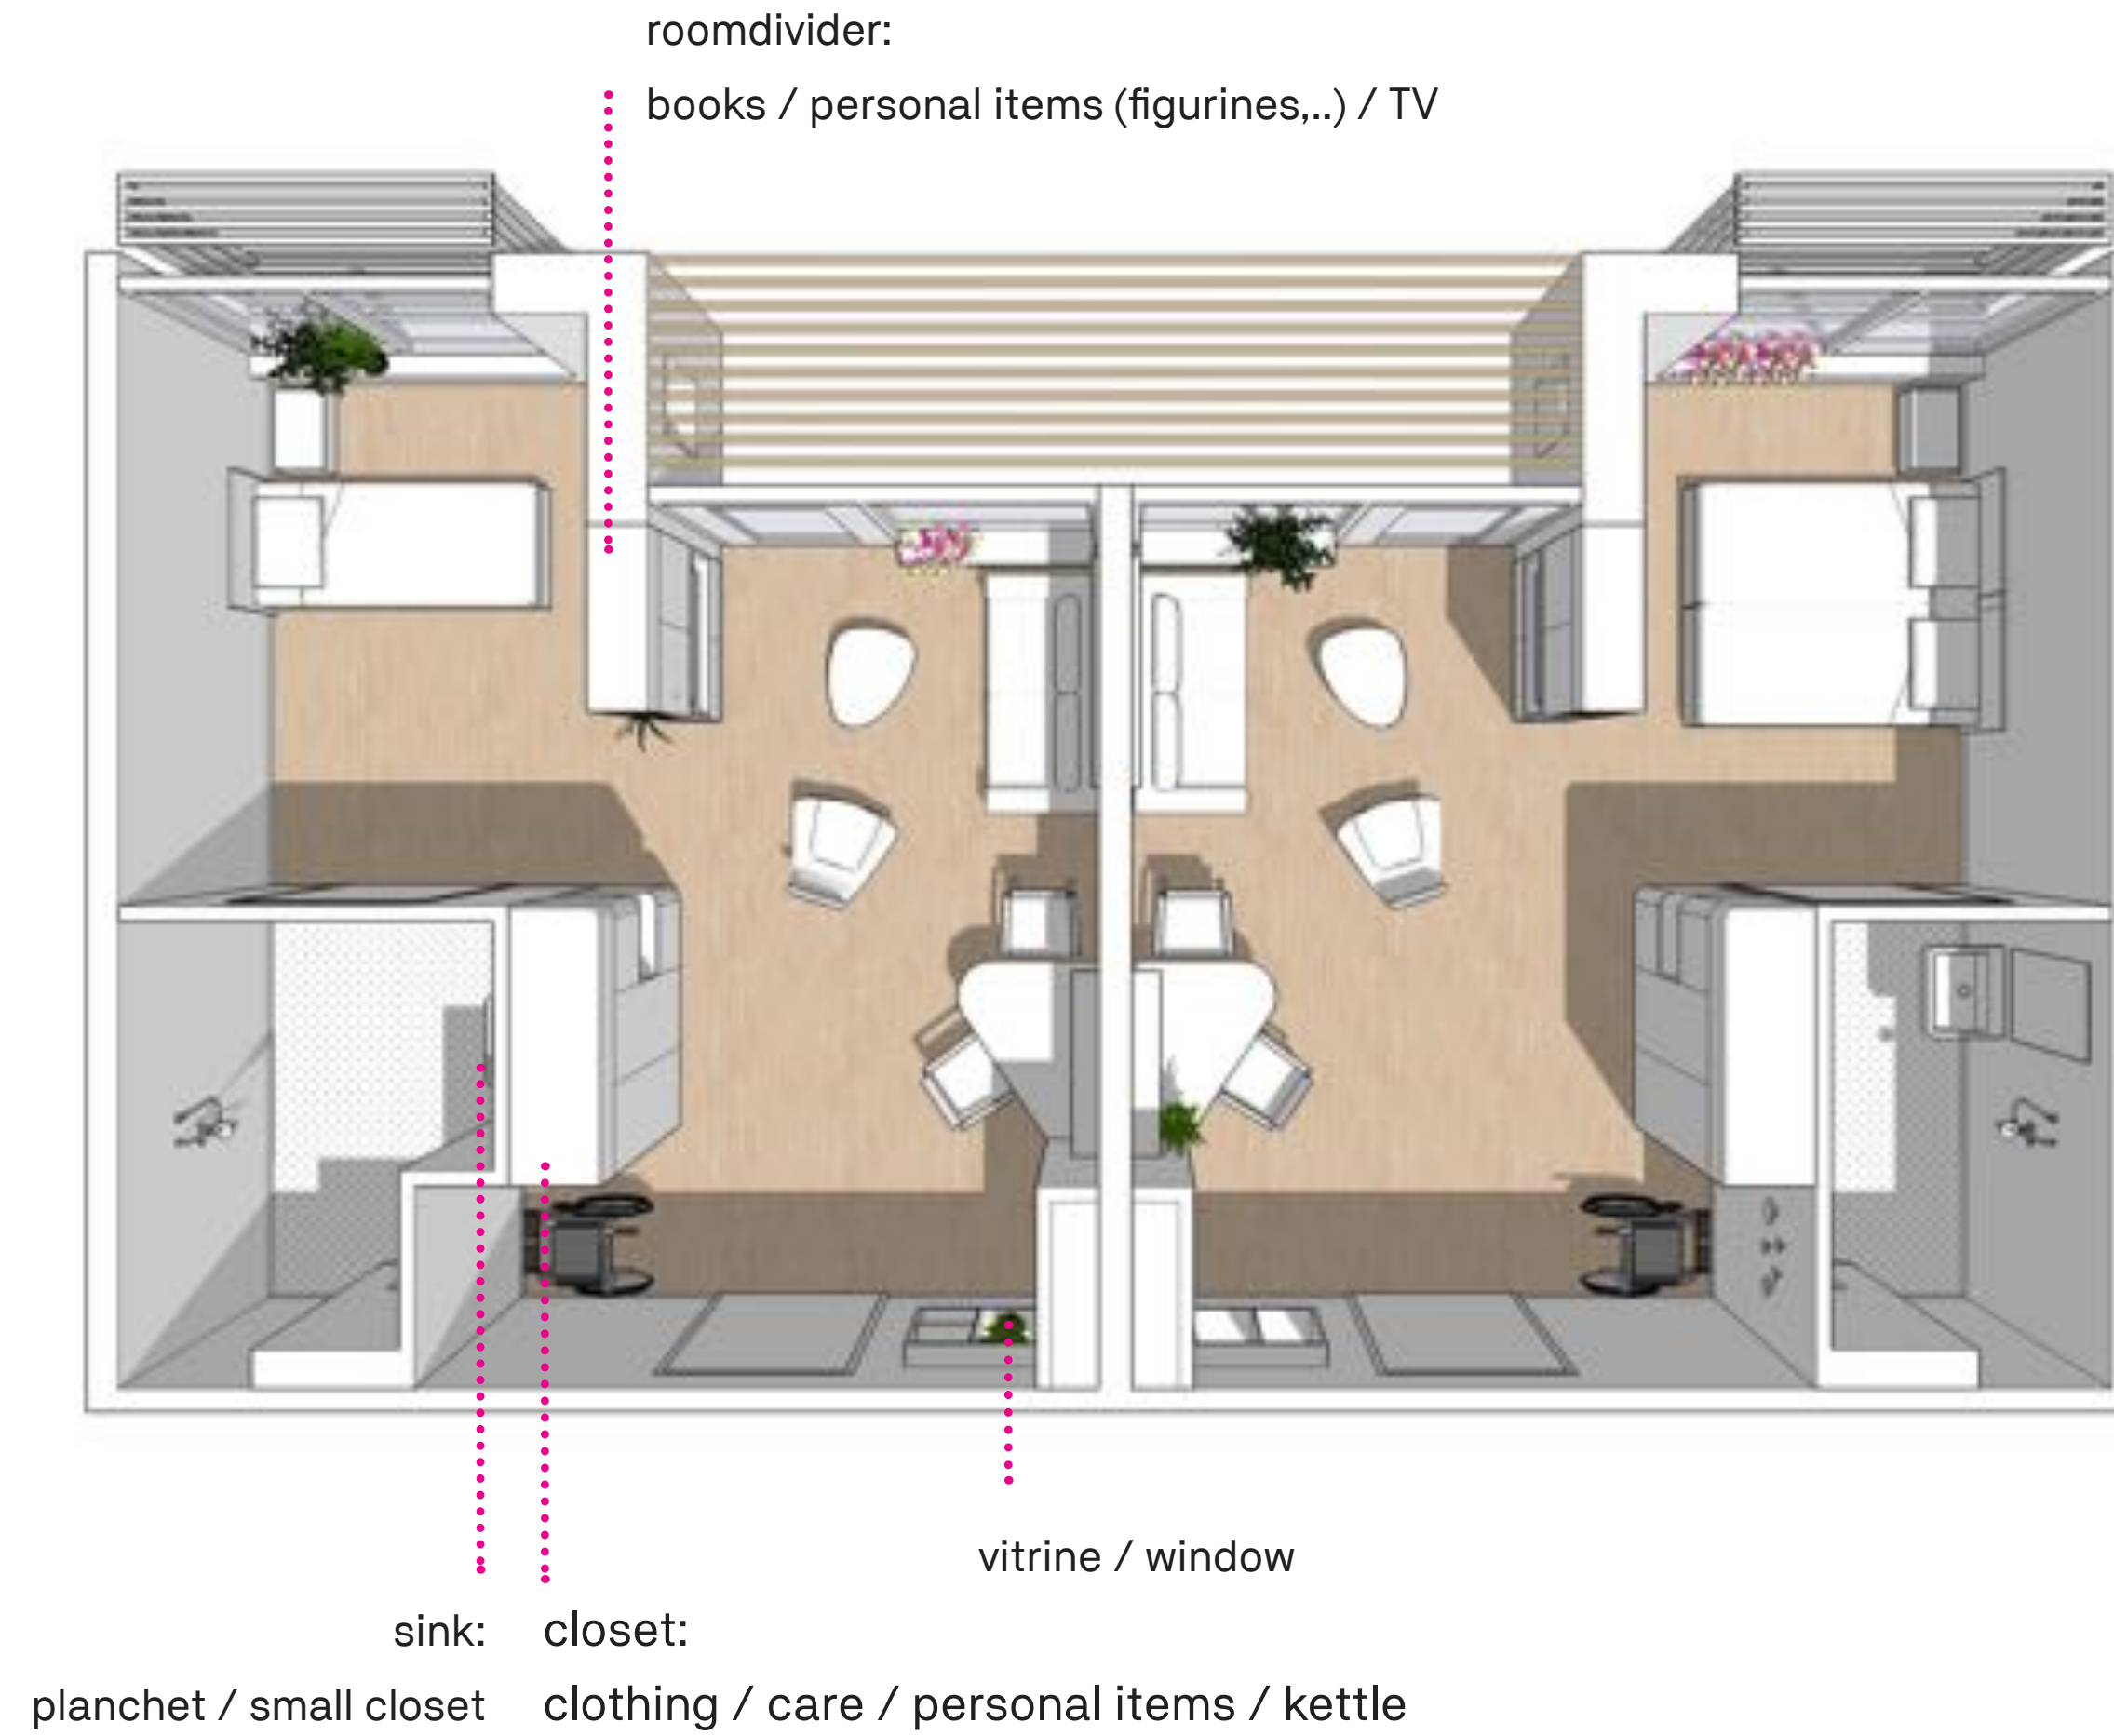 roomdivider:
books / personal items (figurines,..) / TV
vitrine / window
sink:
planchet / small closet
closet:
clothing / care / personal items / kettle